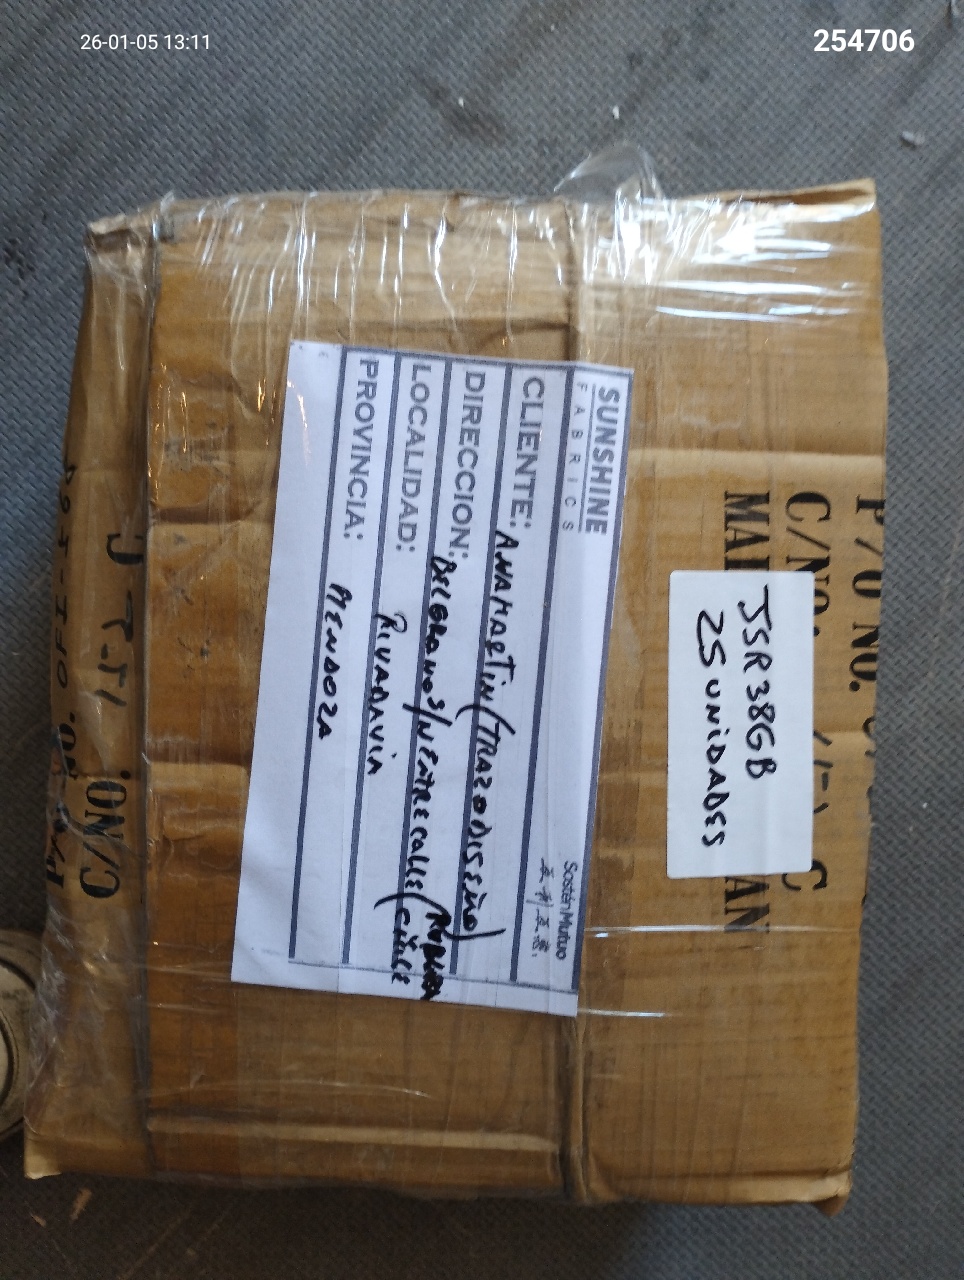 26-01-05 13:11
254706
SUNSHINE
FABRICS
Sostén Mutuo
CLIENTE: ANA MARTIN (TRAZO DISEÑO)
DIRECCION: BELGRANO S/N ENTRE CALLE (
LOCALIDAD: RIVADAVIA
PROVINCIA: MENDOZA
JSR38GB
25 UNIDADES
P/O NO.
C/NO:
C/NO: